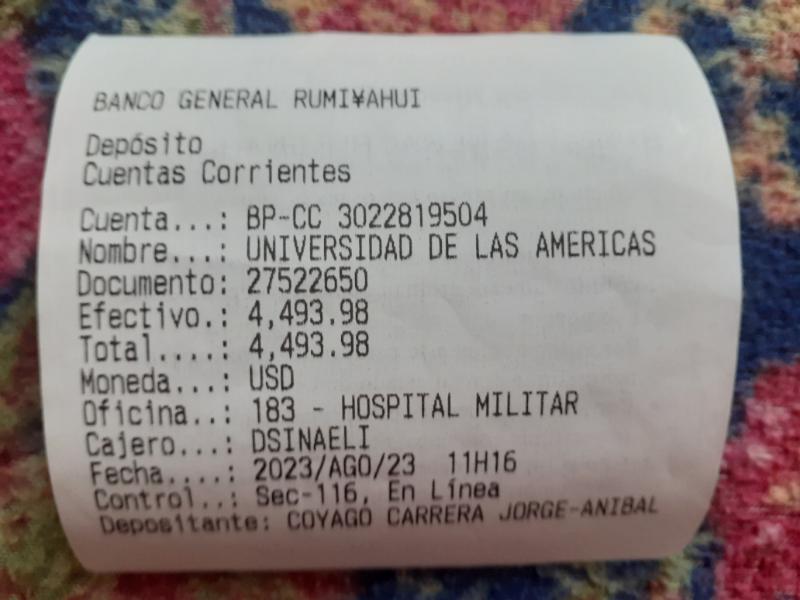 BANCO GENERAL RUMI¥AHUI
Depósito
Cuentas Corrientes
Cuenta...: BP-CC 3022819504
Nombre...: UNIVERSIDAD DE LAS AMERICAS
Documento: 27522650
Efectivo.: 4,493.98
Total....: 4,493.98
Moneda...: USD
Oficina..: 183 - HOSPITAL MILITAR
Cajero...: DSINAELI
Fecha....: 2023/AGO/23 11H16
Control..: Sec-116, En Línea
Depositante: COYAGO CARRERA JORGE-ANIBAL